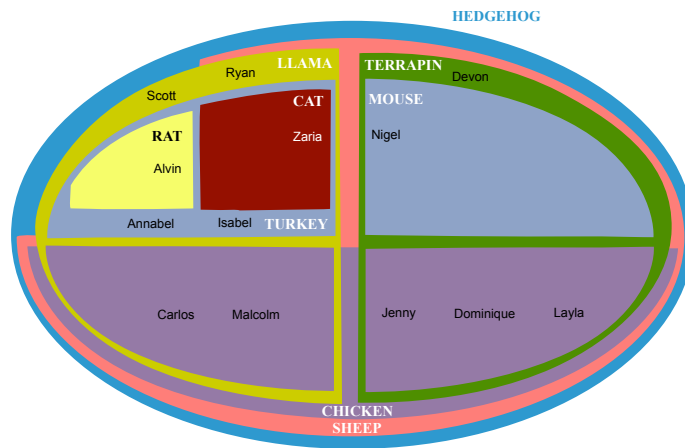 HEDGEHOG
LLAMA
TERRAPIN
Ryan
Devon
Scott
CAT
MOUSE
RAT
Zaria
Nigel
Alvin
Annabel
Isabel
TURKEY
Carlos
Malcolm
Jenny
Dominique
Layla
CHICKEN
SHEEP